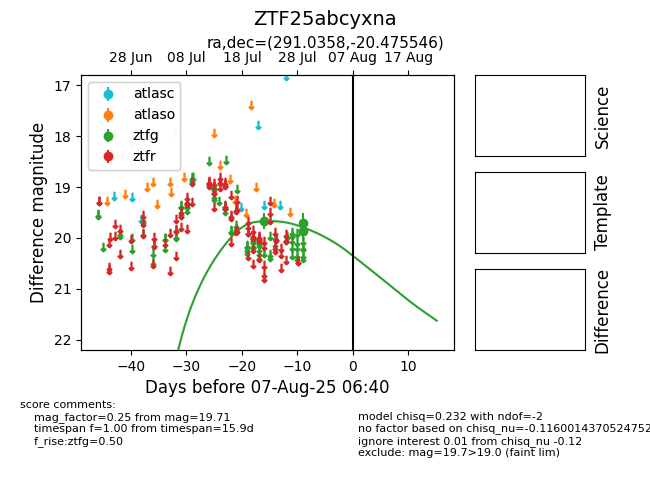 ZTF25abcyxna
ra,dec=(291.0358,-20.475546)
28 Jun 08 Jul 18 Jul 28 Jul 07 Aug 17 Aug
atlasc
atlaso
ztfg
ztfr
17
18
19
20
21
22
Difference magnitude
−40 −30 −20 −10 0 10
Days before 07-Aug-25 06:40
Science
Template
Difference
score comments:
mag_factor=0.25 from mag=19.71
timespan f=1.00 from timespan=15.9d
f_rise:ztfg=0.50
model chisq=0.232 with ndof=-2
no factor based on chisq_nu=-0.1160014370524752
ignore interest 0.01 from chisq_nu -0.12
exclude: mag=19.7>19.0 (faint lim)